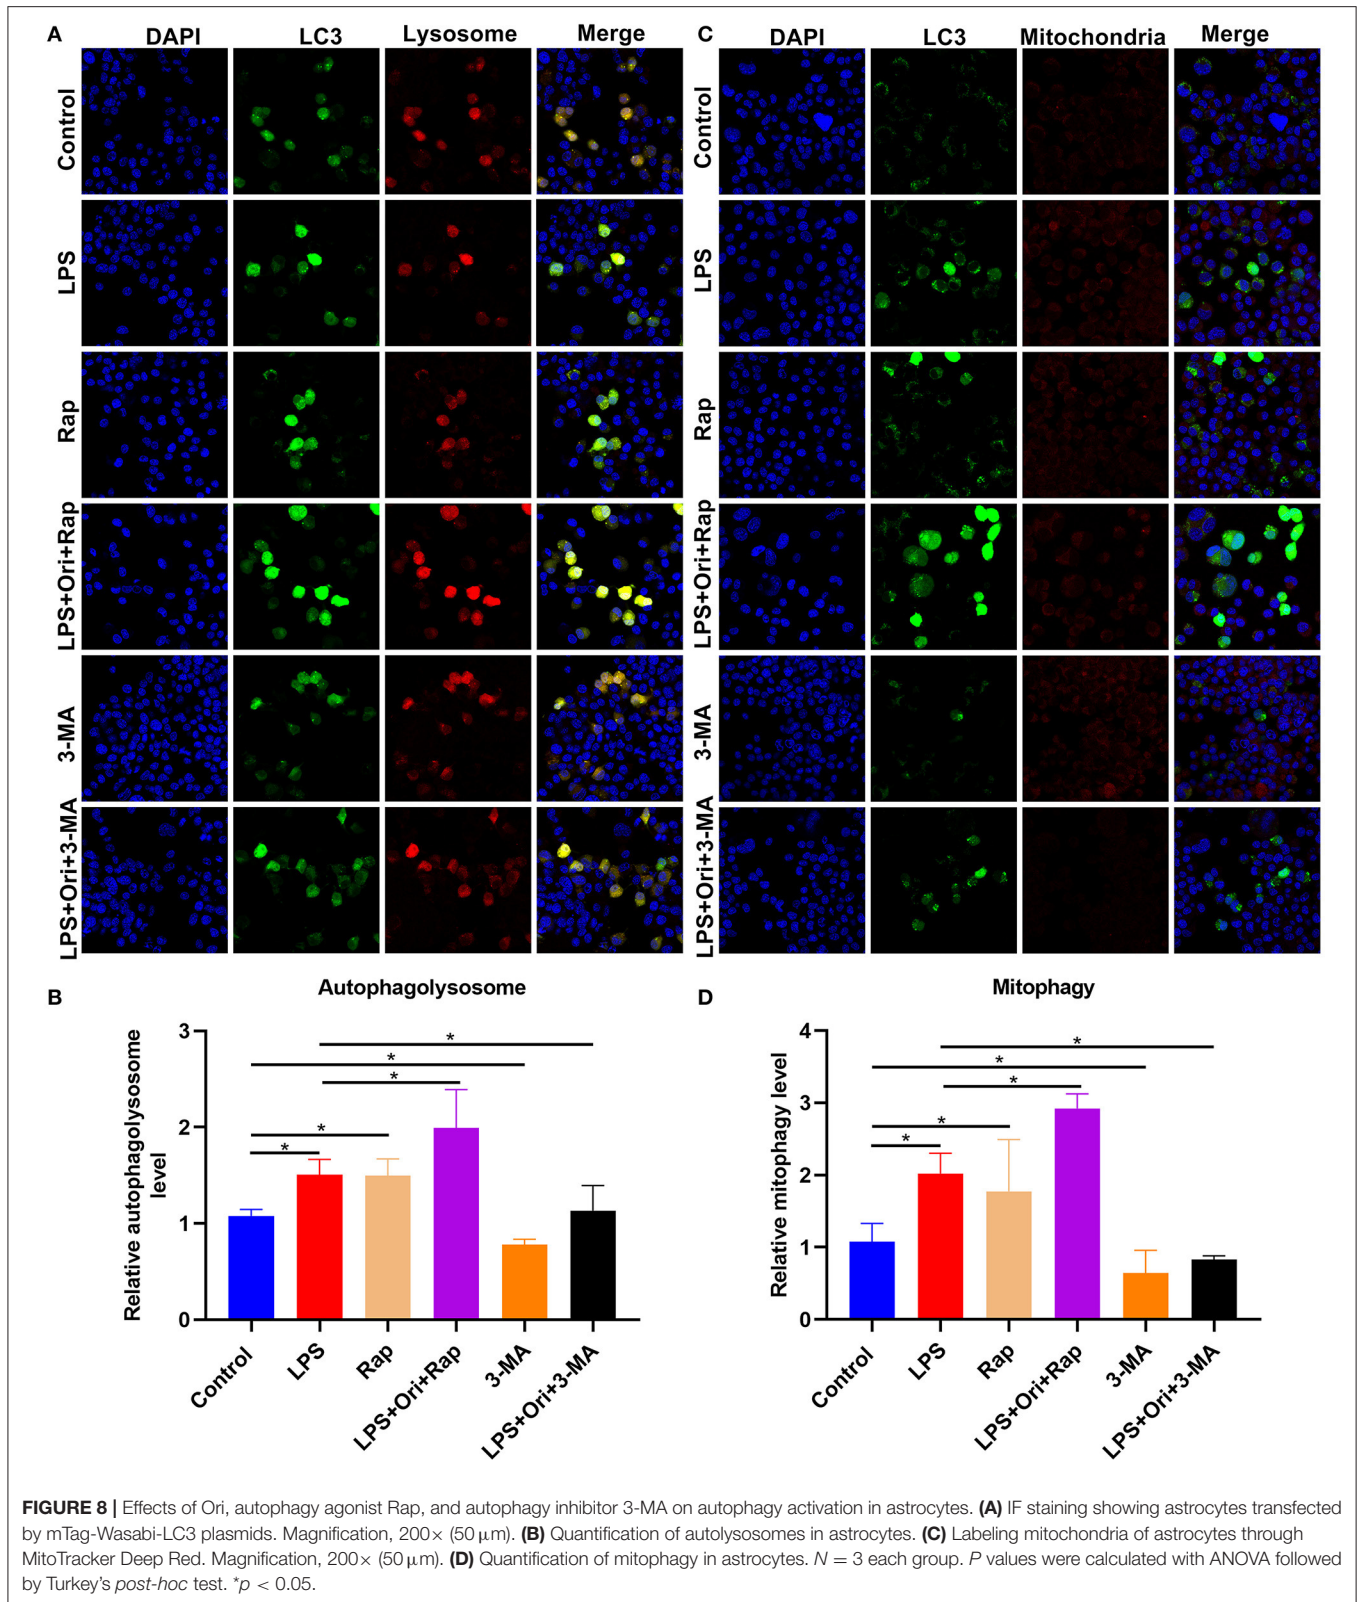 A
DAPI
LC3
Lysosome
Merge
Control
LPS
Rap
LPS+Ori+Rap
3-MA
LPS+Ori+3-MA
C
DAPI
LC3
Mitochondria
Merge
Control
LPS
Rap
LPS+Ori+Rap
3-MA
LPS+Ori+3-MA
B
Autophagolysosome
Relative autophagolysosome
level
3
2
1
0
*
*
*
*
*
Control
LPS
Rap
LPS+Ori+Rap
3-MA
LPS+Ori+3-MA
D
Mitophagy
Relative mitophagy level
4
3
2
1
0
*
*
*
*
*
Control
LPS
Rap
LPS+Ori+Rap
3-MA
LPS+Ori+3-MA
FIGURE 8 | Effects of Ori, autophagy agonist Rap, and autophagy inhibitor 3-MA on autophagy activation in astrocytes. (A) IF staining showing astrocytes transfected
by mTag-Wasabi-LC3 plasmids. Magnification, 200× (50 μm). (B) Quantification of autolysosomes in astrocytes. (C) Labeling mitochondria of astrocytes through
MitoTracker Deep Red. Magnification, 200× (50 μm). (D) Quantification of mitophagy in astrocytes. N = 3 each group. P values were calculated with ANOVA followed
by Turkey's post-hoc test. *p < 0.05.